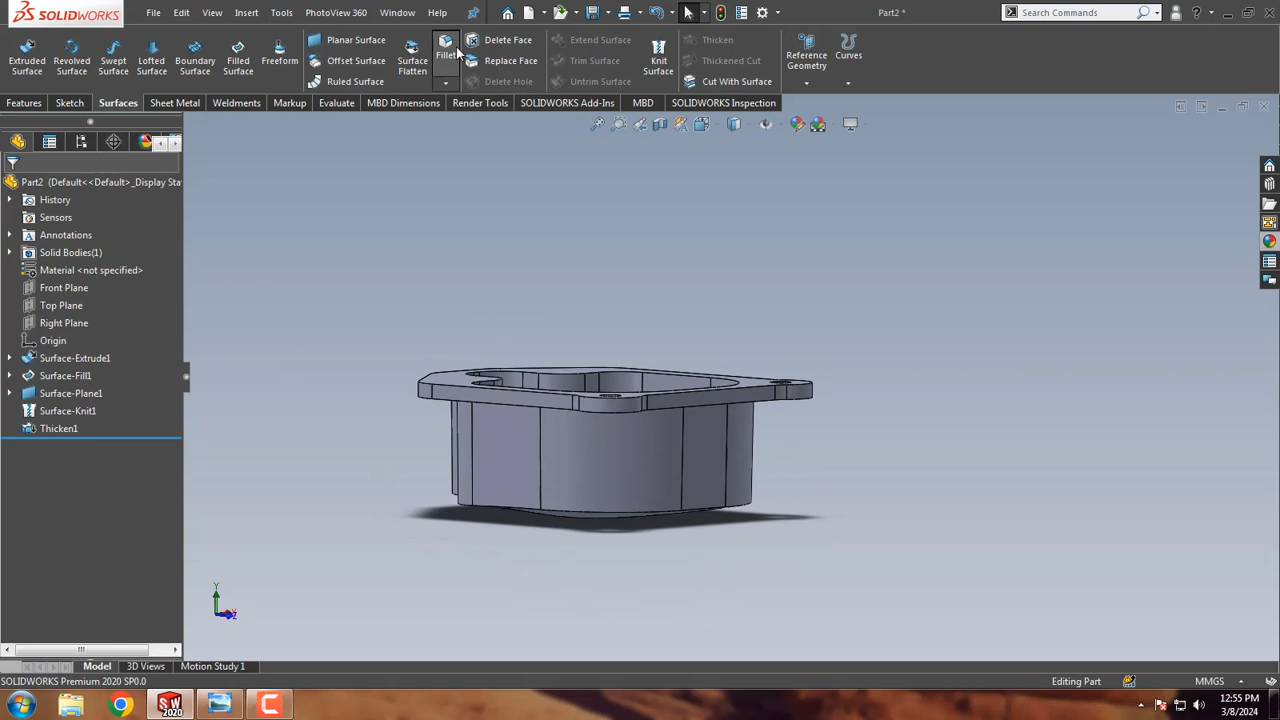 SOLIDWORKS
File Edit View Insert Tools PhotoView 360 Window Help
Part2 *
Search Commands
Extruded Surface
Revolved Surface
Swept Surface
Lofted Surface
Boundary Surface
Filled Surface
Freeform
Planar Surface
Offset Surface
Ruled Surface
Surface Flatten
Fillet
Delete Face
Replace Face
Delete Hole
Extend Surface
Trim Surface
Untrim Surface
Knit Surface
Thicken
Thickened Cut
Cut With Surface
Reference Geometry
Curves
Features Sketch Surfaces Sheet Metal Weldments Markup Evaluate MBD Dimensions Render Tools SOLIDWORKS Add-Ins MBD SOLIDWORKS Inspection
Part2 (Default<<Default>_Display Sta
History
Sensors
Annotations
Solid Bodies(1)
Material <not specified>
Front Plane
Top Plane
Right Plane
Origin
Surface-Extrude1
Surface-Fill1
Surface-Plane1
Surface-Knit1
Thicken1
Y
Z
Model 3D Views Motion Study 1
SOLIDWORKS Premium 2020 SP0.0
Editing Part
MMGS
SW
2020
12:55 PM
3/8/2024